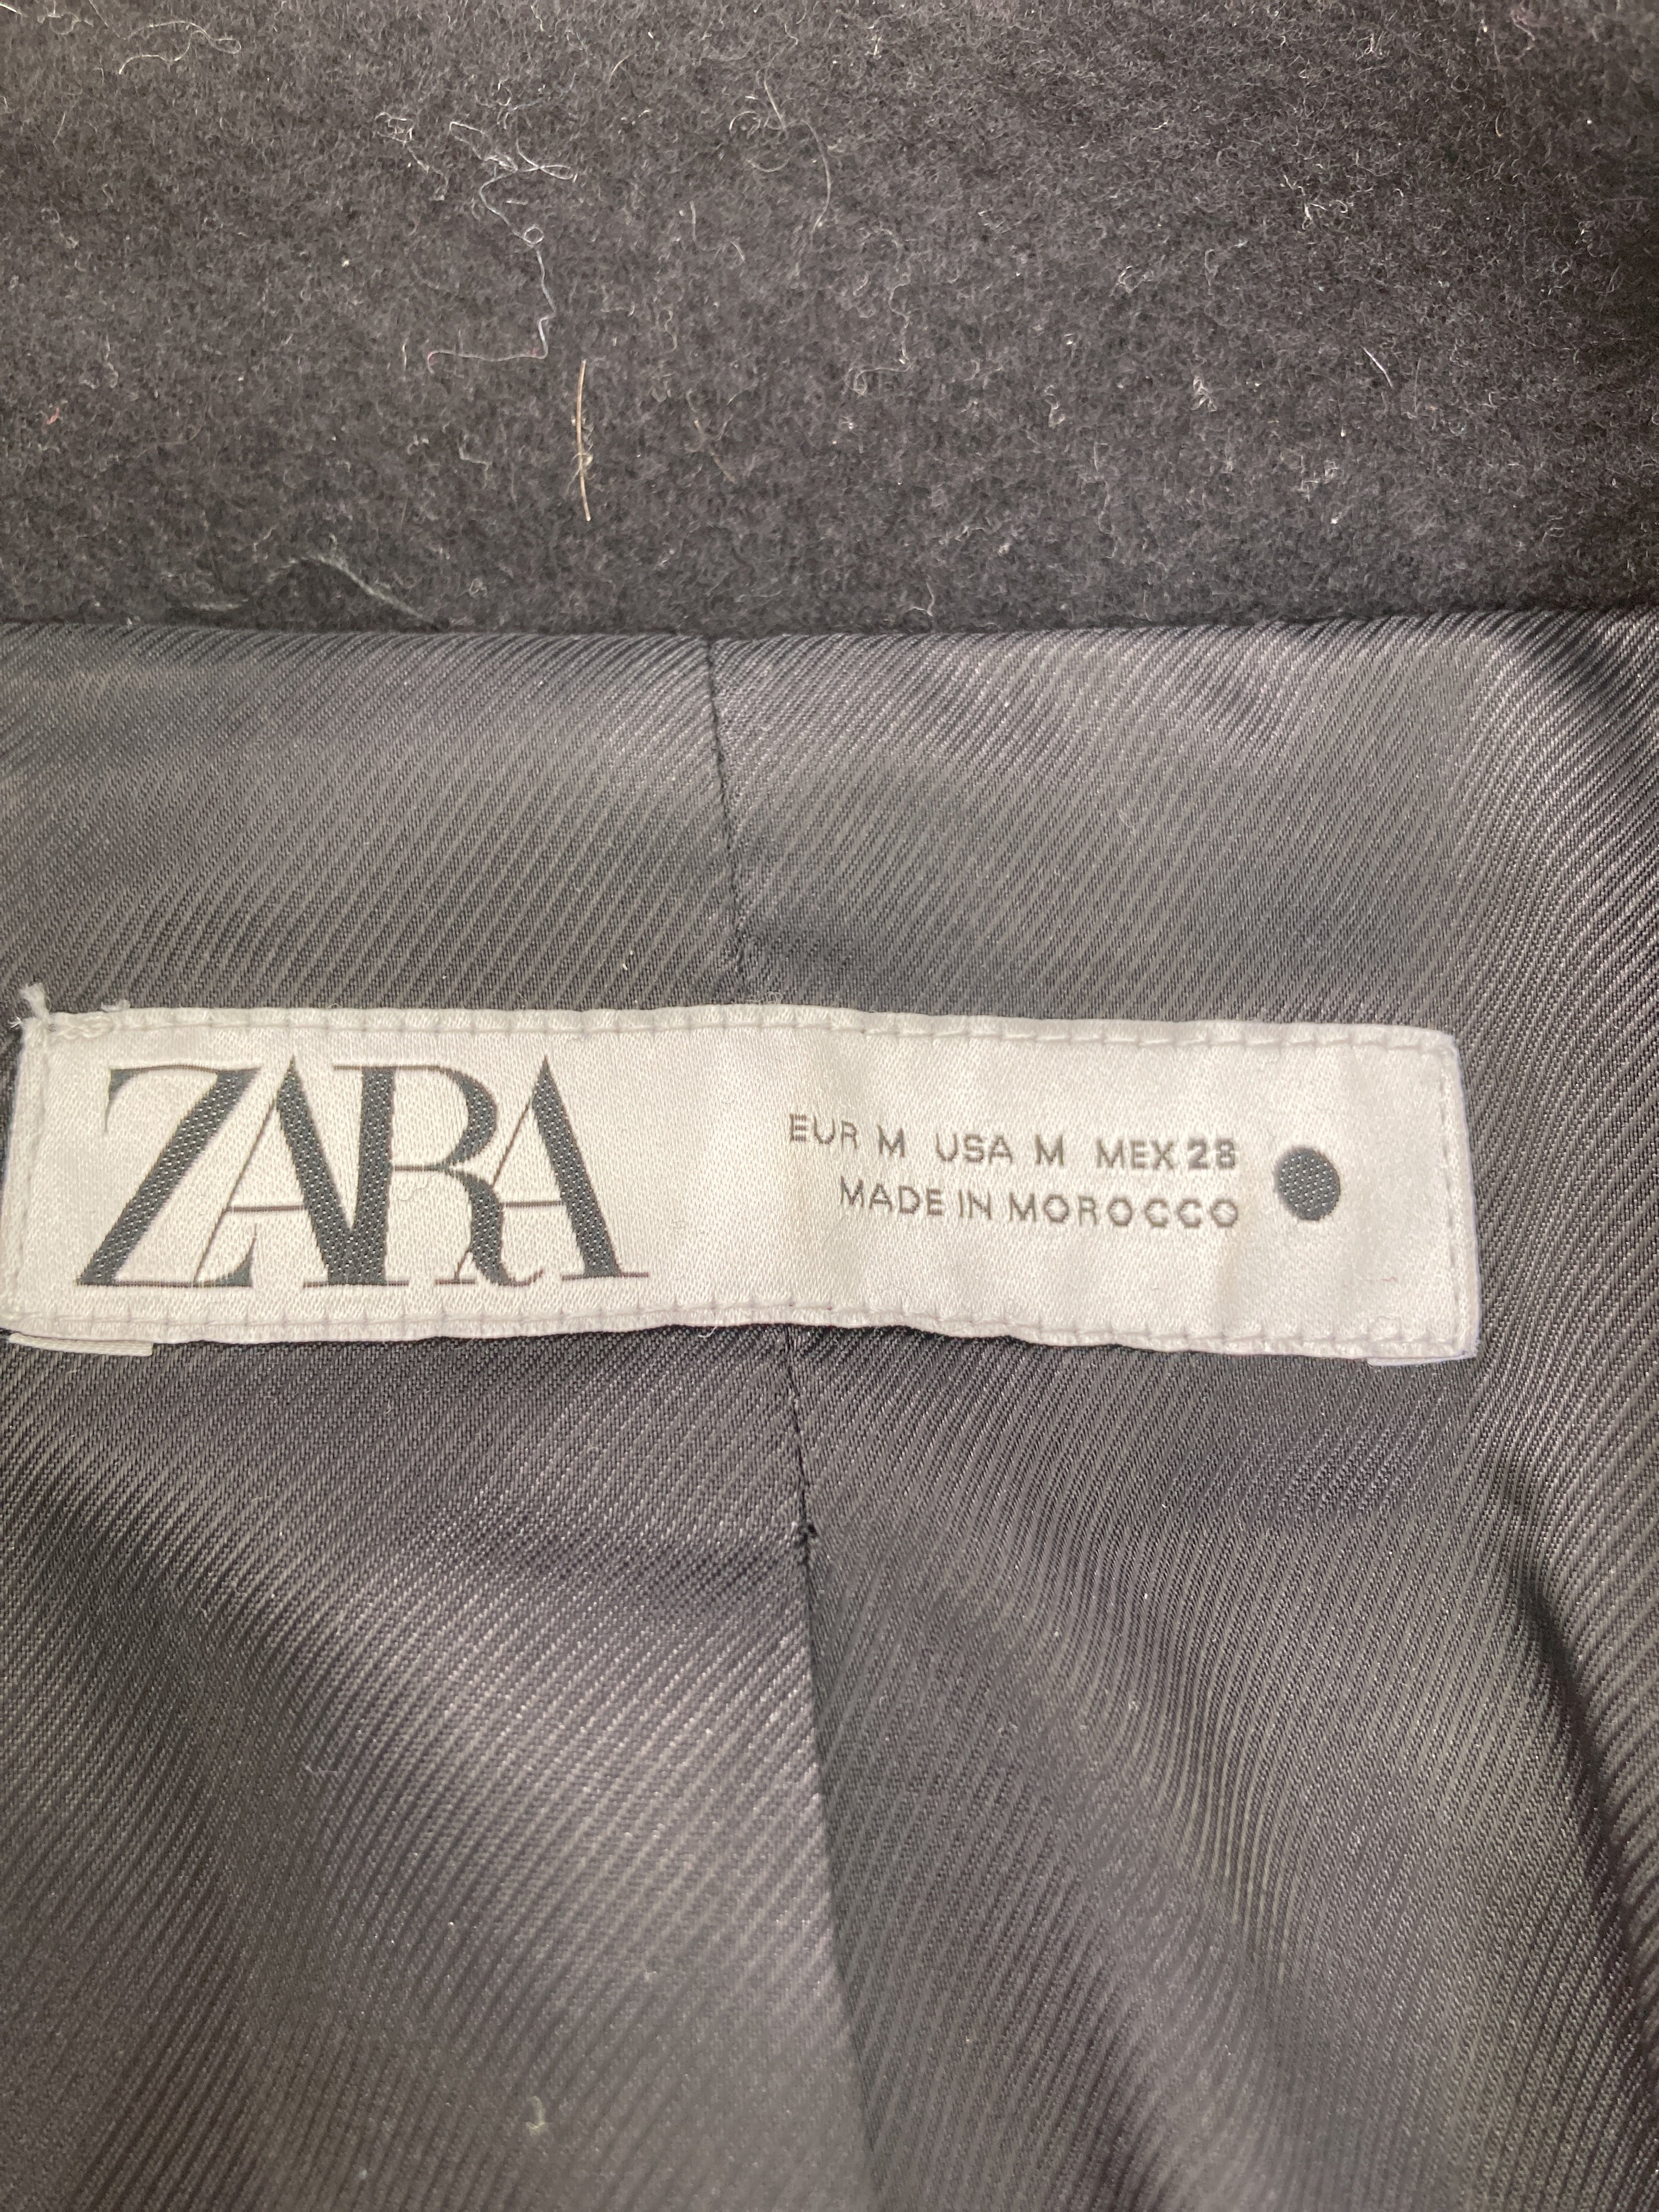 ZARA
EUR M USA M MEX 28
MADE IN MOROCCO